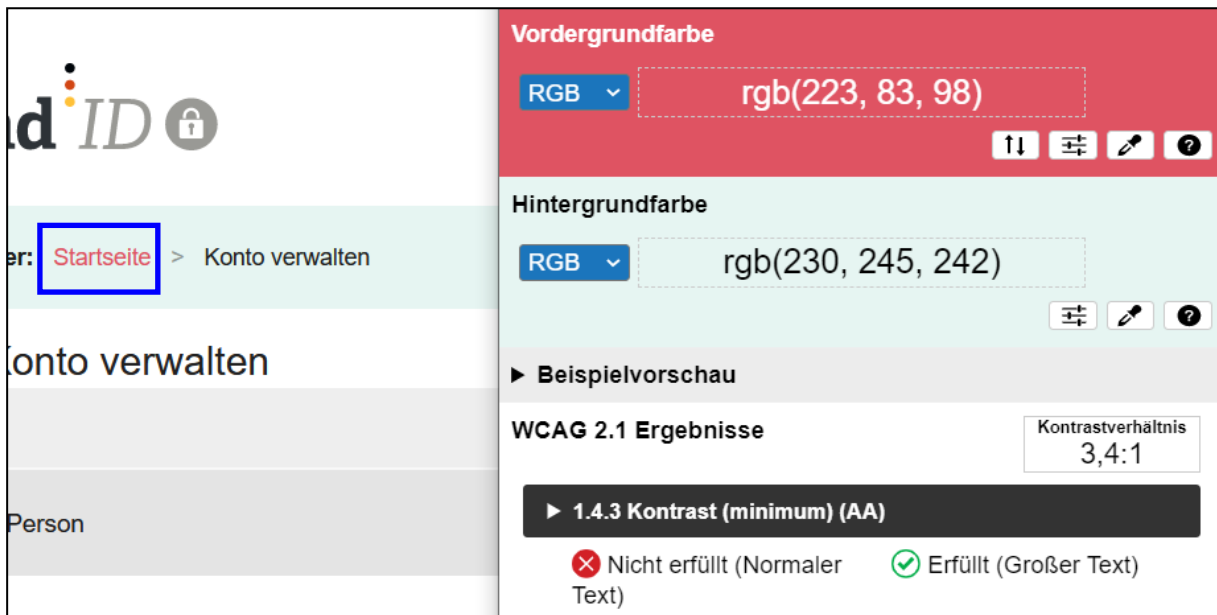 d ID
er: Startseite > Konto verwalten
Konto verwalten
Person
Vordergrundfarbe
RGB rgb(223, 83, 98)
Hintergrundfarbe
RGB rgb(230, 245, 242)
Beispielvorschau
WCAG 2.1 Ergebnisse
Kontrastverhältnis
3,4:1
1.4.3 Kontrast (minimum) (AA)
Nicht erfüllt (Normaler
Text)
Erfüllt (Großer Text)